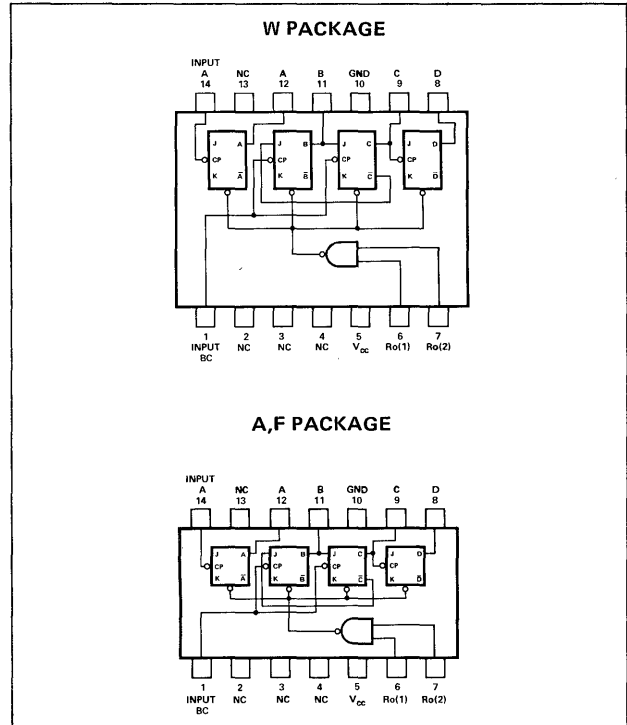 W PACKAGE
INPUT
A NC A B GND C D
14 13 12 11 10 9 8
J A J B J C J D
CP CP CP CP
K A̅ K B̅ K C̅ K D̅
1 2 3 4 5 6 7
INPUT NC NC NC Vcc Ro(1) Ro(2)
BC
A,F PACKAGE
INPUT
A NC A B GND C D
14 13 12 11 10 9 8
J A J B J C J D
CP CP CP CP
K A̅ K B̅ K C̅ K D̅
1 2 3 4 5 6 7
INPUT NC NC NC Vcc Ro(1) Ro(2)
BC